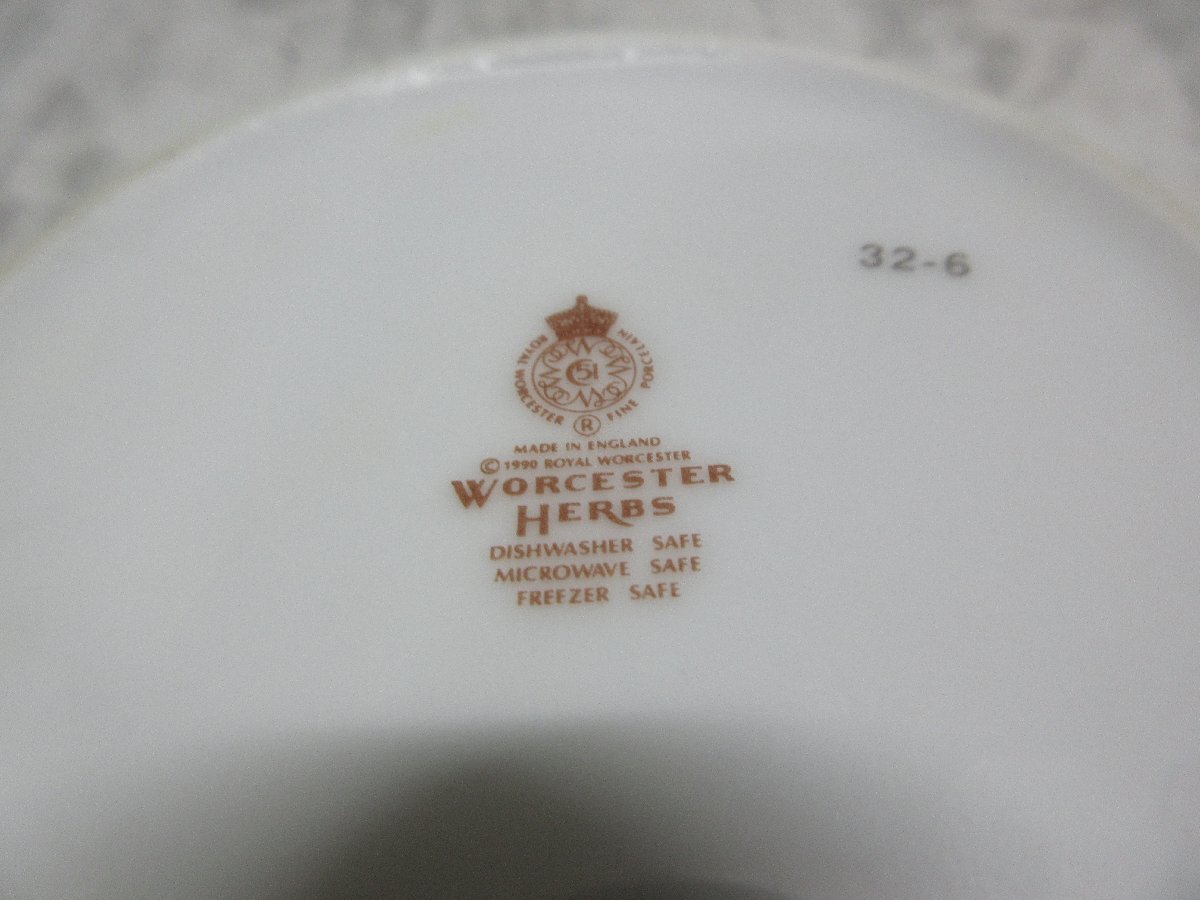 32-6
ROYAL WORCESTER FINE PORCELAIN
51
®
MADE IN ENGLAND
© 1990 ROYAL WORCESTER
WORCESTER
HERBS
DISHWASHER SAFE
MICROWAVE SAFE
FREEZER SAFE